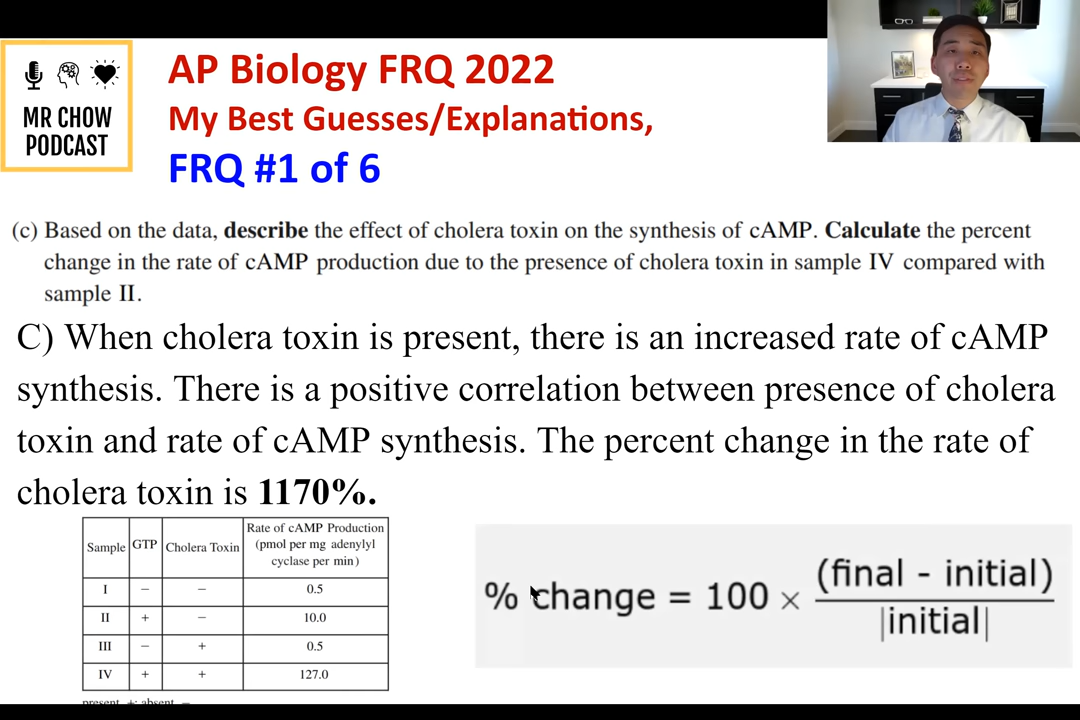 MR CHOW
PODCAST
AP Biology FRQ 2022
My Best Guesses/Explanations,
FRQ #1 of 6
(c) Based on the data, describe the effect of cholera toxin on the synthesis of cAMP. Calculate the percent
change in the rate of cAMP production due to the presence of cholera toxin in sample IV compared with
sample II.
C) When cholera toxin is present, there is an increased rate of cAMP
synthesis. There is a positive correlation between presence of cholera
toxin and rate of cAMP synthesis. The percent change in the rate of
cholera toxin is 1170%.
Sample GTP Cholera Toxin Rate of cAMP Production
(pmol per mg adenylyl
cyclase per min)
I − − 0.5
II + − 10.0
III − + 0.5
IV + + 127.0
present, +; absent, −
% change = 100 × (final - initial)
|initial|